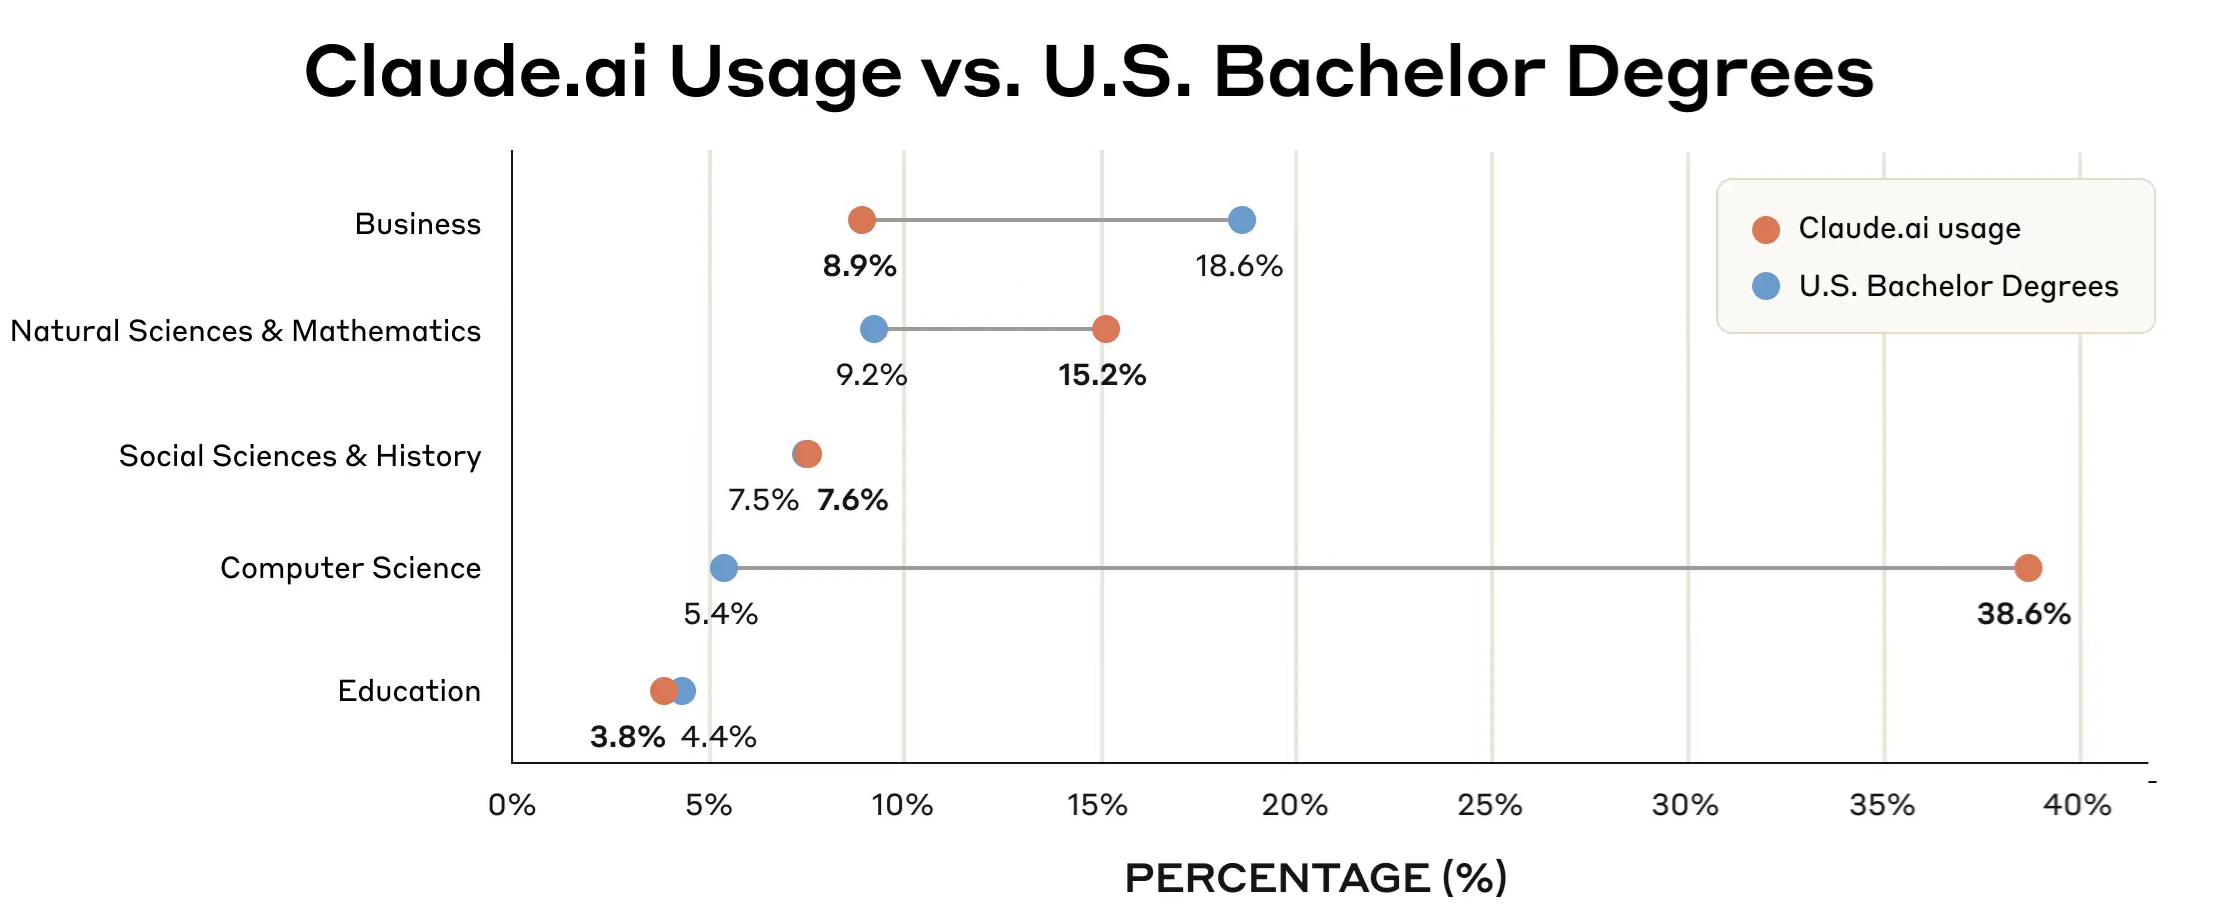 Claude.ai Usage vs. U.S. Bachelor Degrees
Claude.ai usage
U.S. Bachelor Degrees
Business
8.9% 18.6%
Natural Sciences & Mathematics
9.2% 15.2%
Social Sciences & History
7.5% 7.6%
Computer Science
5.4% 38.6%
Education
3.8% 4.4%
0% 5% 10% 15% 20% 25% 30% 35% 40%
PERCENTAGE (%)